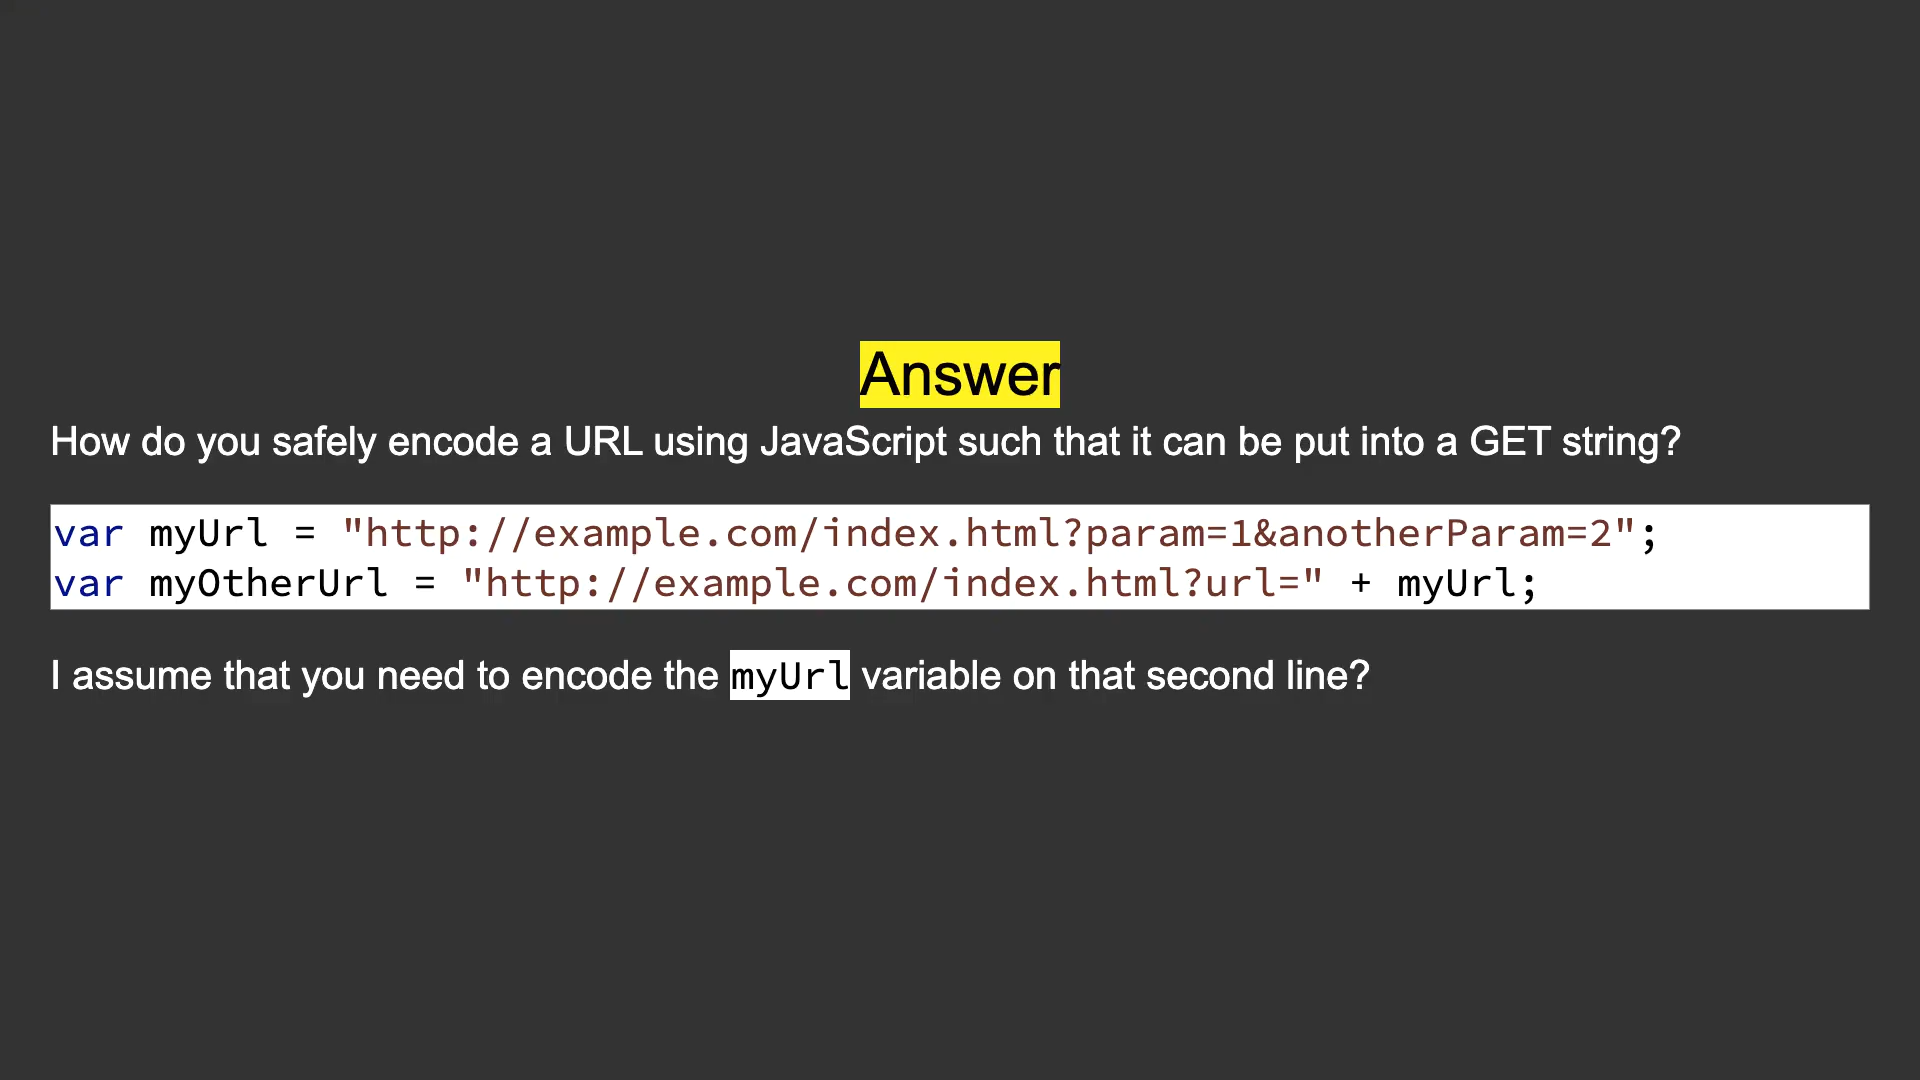 Answer
How do you safely encode a URL using JavaScript such that it can be put into a GET string?
var myUrl = "http://example.com/index.html?param=1&anotherParam=2";
var myOtherUrl = "http://example.com/index.html?url=" + myUrl;
I assume that you need to encode the myUrl variable on that second line?